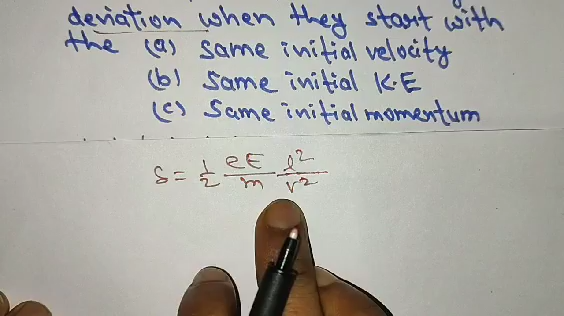 deviation when they start with
the (a) same initial velocity
(b) same initial K.E
(c) same initial momentum
S = 1/2 eE/m l²/v²